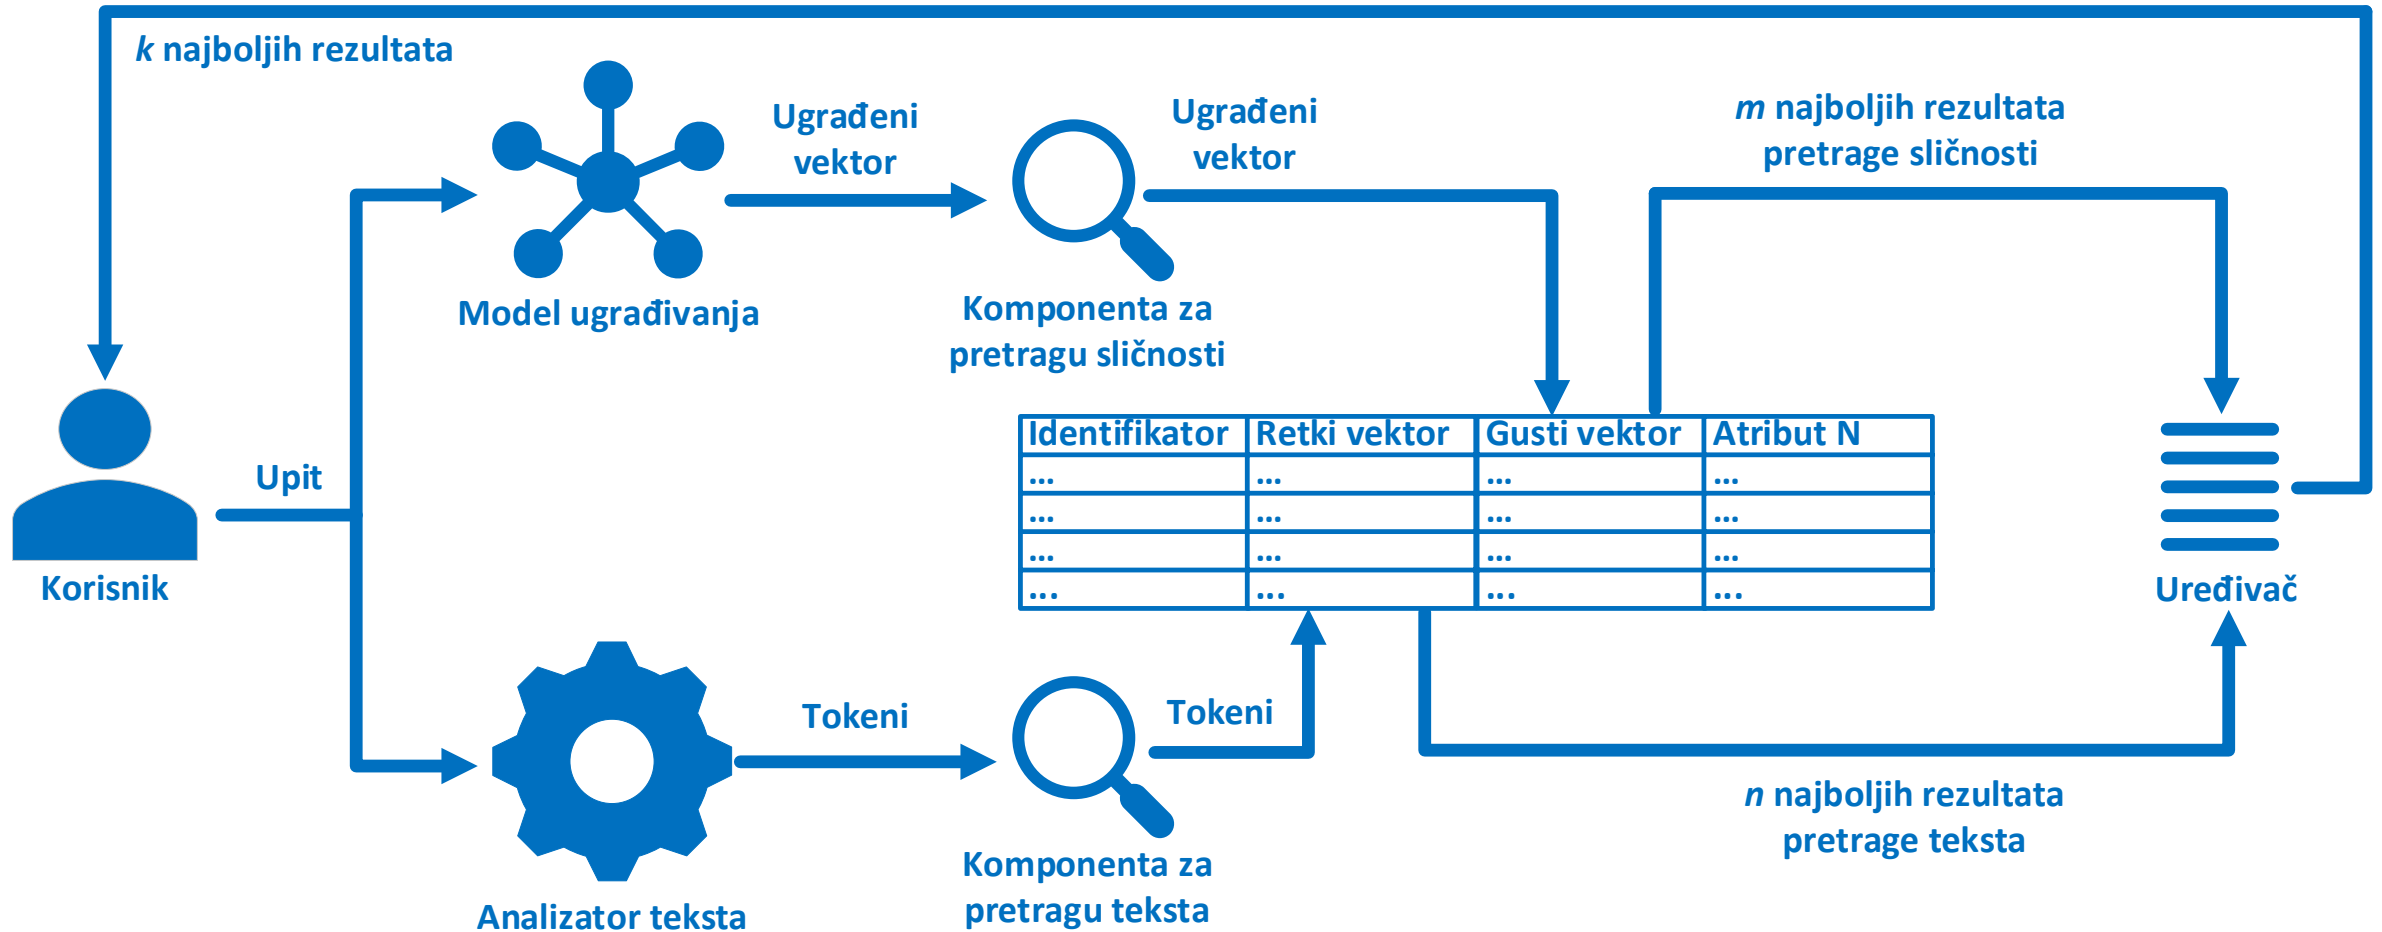 k najboljih rezultata
Ugrađeni
vektor
Ugrađeni
vektor
m najboljih rezultata
pretrage sličnosti
Model ugrađivanja
Komponenta za
pretragu sličnosti
Identifikator Retki vektor Gusti vektor Atribut N
... ... ... ...
... ... ... ...
... ... ... ...
... ... ... ...
Upit
Korisnik
Uređivač
Tokeni
Tokeni
n najboljih rezultata
pretrage teksta
Komponenta za
pretragu teksta
Analizator teksta